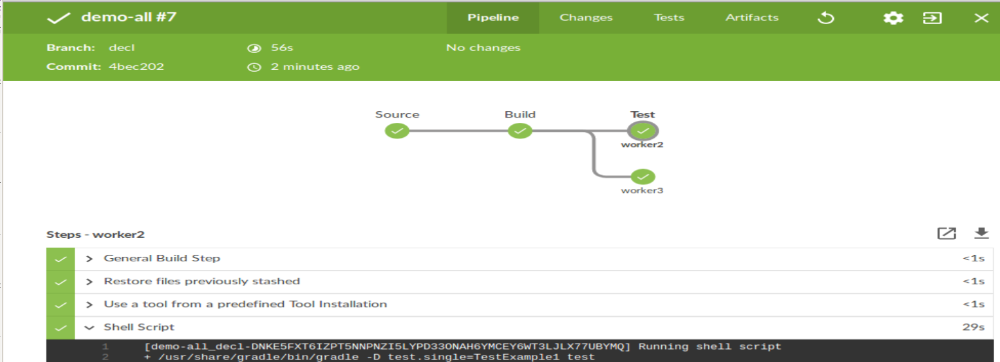 demo-all #7
Pipeline
Changes
Tests
Artifacts
Branch: decl
56s
No changes
Commit: 4bec202
2 minutes ago
Source
Build
Test
worker2
worker3
Steps - worker2
General Build Step <1s
Restore files previously stashed <1s
Use a tool from a predefined Tool Installation <1s
Shell Script 29s
1 [demo-all_decl-DNKE5FXT6IZPT5NNPNZI5LYPD33ONAH6YMCEY6WT3LJLX77UBYMQ] Running shell script
2 + /usr/share/gradle/bin/gradle -D test.single=TestExample1 test